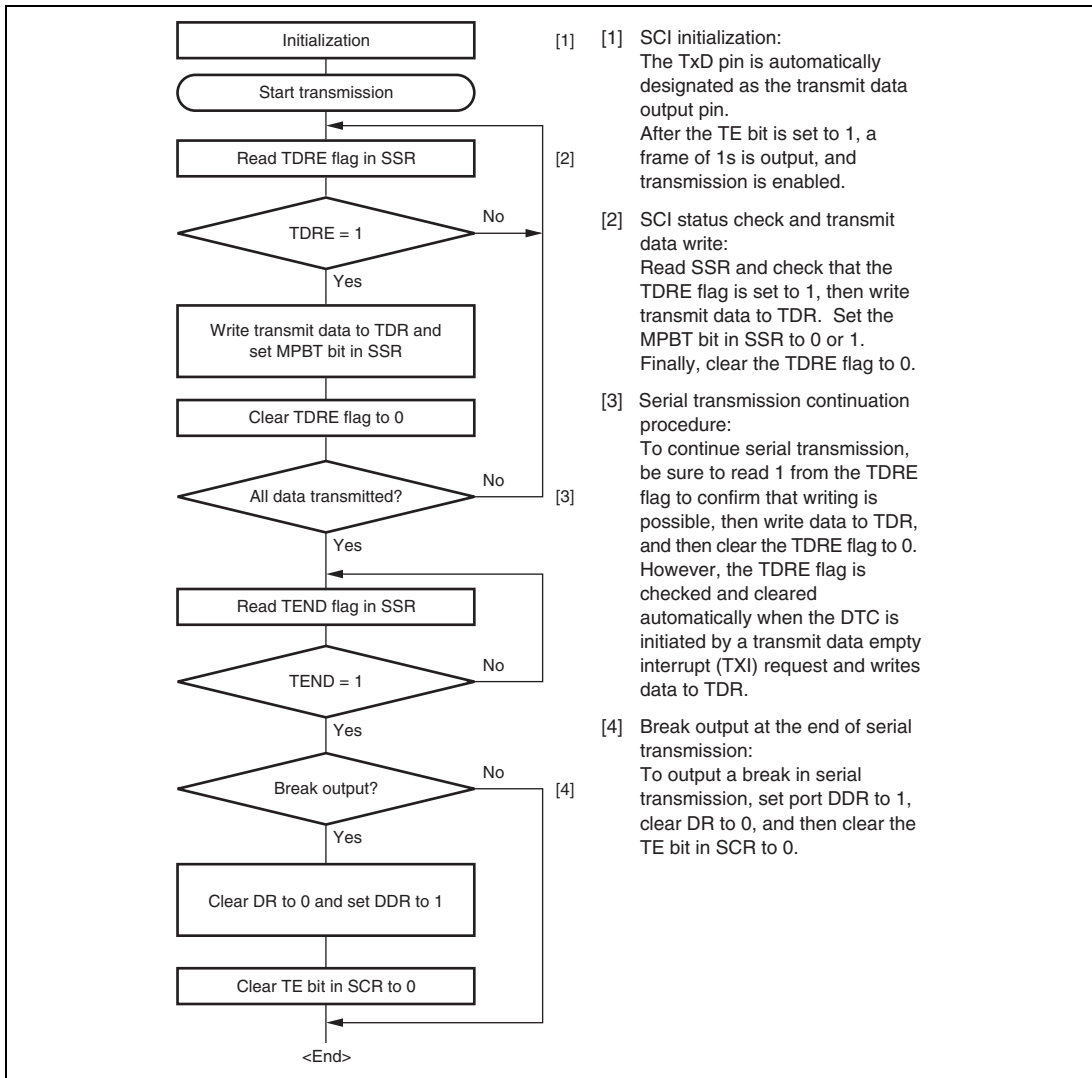 Initialization
[1]
Start transmission
Read TDRE flag in SSR
[2]
No
TDRE = 1
Yes
Write transmit data to TDR and
set MPBT bit in SSR
Clear TDRE flag to 0
No
All data transmitted?
[3]
Yes
Read TEND flag in SSR
No
TEND = 1
Yes
No
Break output?
[4]
Yes
Clear DR to 0 and set DDR to 1
Clear TE bit in SCR to 0
<End>
[1] SCI initialization:
The TxD pin is automatically
designated as the transmit data
output pin.
After the TE bit is set to 1, a
frame of 1s is output, and
transmission is enabled.
[2] SCI status check and transmit
data write:
Read SSR and check that the
TDRE flag is set to 1, then write
transmit data to TDR. Set the
MPBT bit in SSR to 0 or 1.
Finally, clear the TDRE flag to 0.
[3] Serial transmission continuation
procedure:
To continue serial transmission,
be sure to read 1 from the TDRE
flag to confirm that writing is
possible, then write data to TDR,
and then clear the TDRE flag to 0.
However, the TDRE flag is
checked and cleared
automatically when the DTC is
initiated by a transmit data empty
interrupt (TXI) request and writes
data to TDR.
[4] Break output at the end of serial
transmission:
To output a break in serial
transmission, set port DDR to 1,
clear DR to 0, and then clear the
TE bit in SCR to 0.